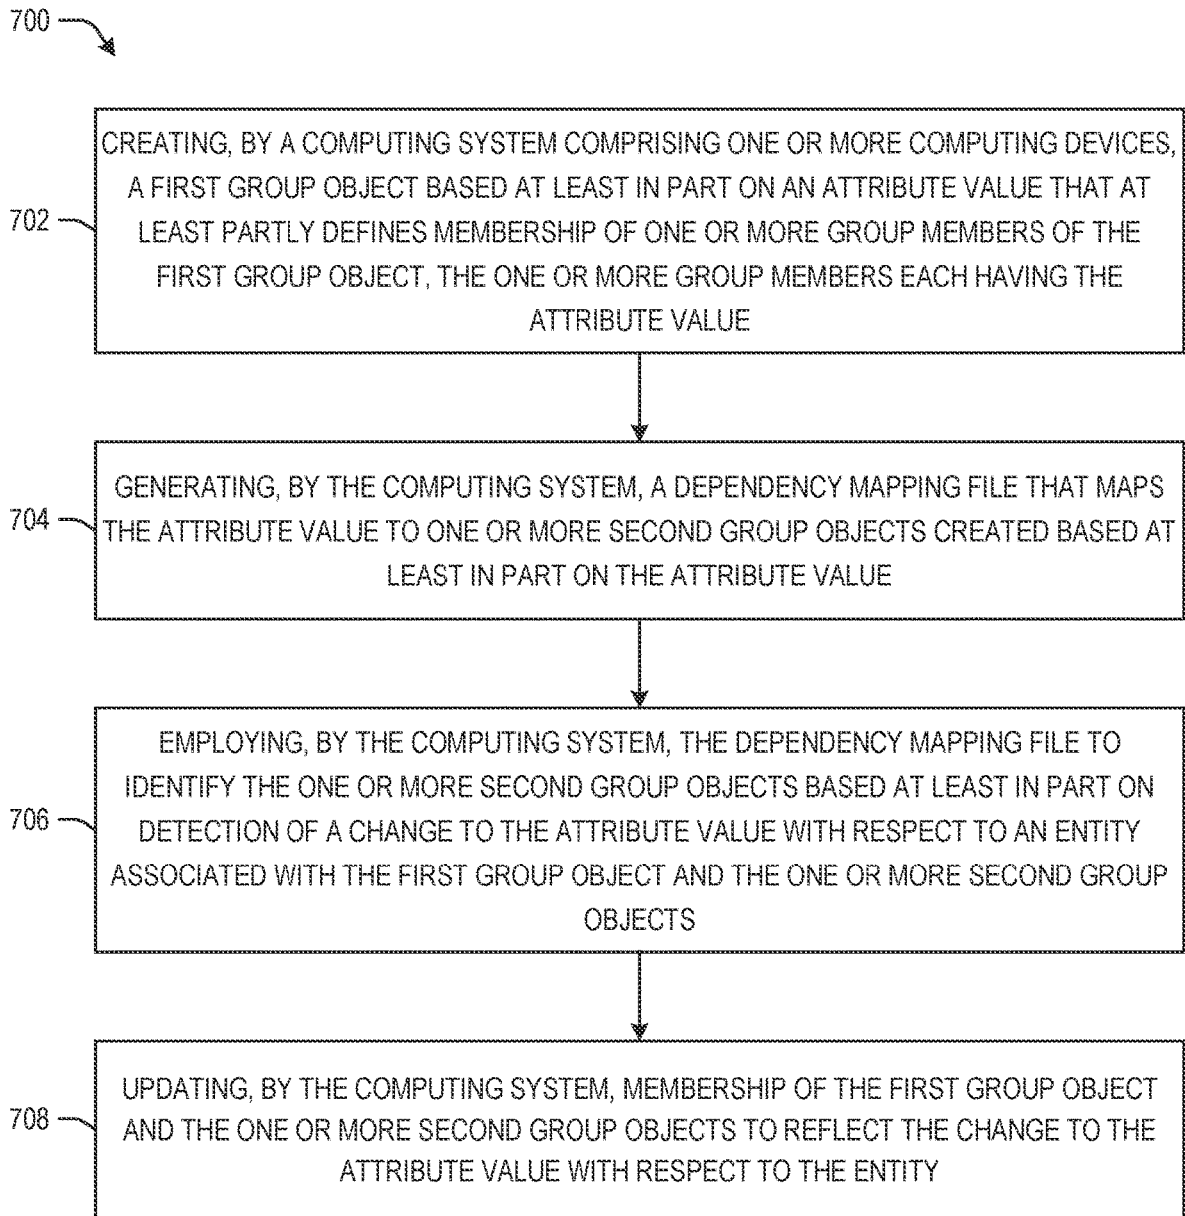 700
CREATING, BY A COMPUTING SYSTEM COMPRISING ONE OR MORE COMPUTING DEVICES,
A FIRST GROUP OBJECT BASED AT LEAST IN PART ON AN ATTRIBUTE VALUE THAT AT
702
LEAST PARTLY DEFINES MEMBERSHIP OF ONE OR MORE GROUP MEMBERS OF THE
FIRST GROUP OBJECT, THE ONE OR MORE GROUP MEMBERS EACH HAVING THE
ATTRIBUTE VALUE
GENERATING, BY THE COMPUTING SYSTEM, A DEPENDENCY MAPPING FILE THAT MAPS
704
THE ATTRIBUTE VALUE TO ONE OR MORE SECOND GROUP OBJECTS CREATED BASED AT
LEAST IN PART ON THE ATTRIBUTE VALUE
EMPLOYING, BY THE COMPUTING SYSTEM, THE DEPENDENCY MAPPING FILE TO
IDENTIFY THE ONE OR MORE SECOND GROUP OBJECTS BASED AT LEAST IN PART ON
706
DETECTION OF A CHANGE TO THE ATTRIBUTE VALUE WITH RESPECT TO AN ENTITY
ASSOCIATED WITH THE FIRST GROUP OBJECT AND THE ONE OR MORE SECOND GROUP
OBJECTS
UPDATING, BY THE COMPUTING SYSTEM, MEMBERSHIP OF THE FIRST GROUP OBJECT
708
AND THE ONE OR MORE SECOND GROUP OBJECTS TO REFLECT THE CHANGE TO THE
ATTRIBUTE VALUE WITH RESPECT TO THE ENTITY